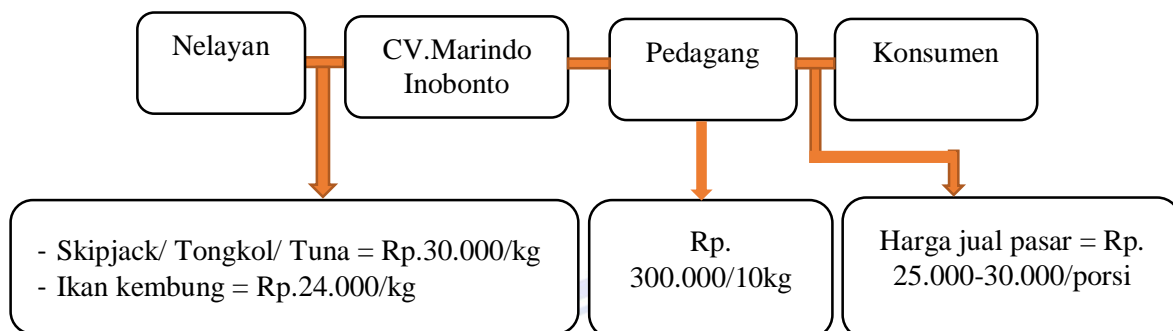 Nelayan
CV.Marindo
Inobonto
Pedagang
Konsumen
- Skipjack/ Tongkol/ Tuna = Rp.30.000/kg
- Ikan kembung = Rp.24.000/kg
Rp.
300.000/10kg
Harga jual pasar = Rp.
25.000-30.000/porsi